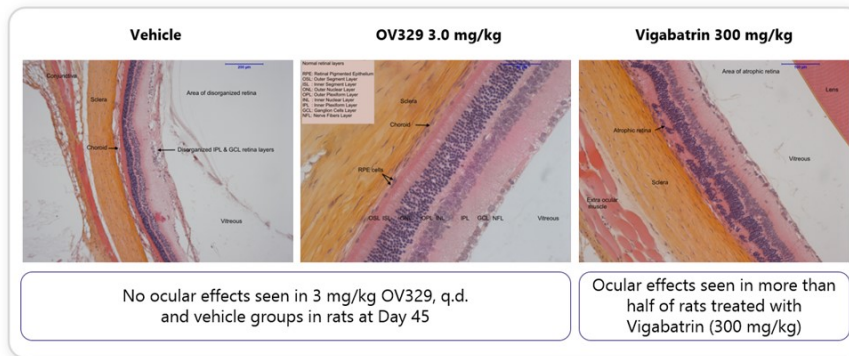 Vehicle
OV329 3.0 mg/kg
Vigabatrin 300 mg/kg
Conjunctiva
Sclera
Choroid
Area of disorganized retina
Disorganized IPL & GCL retina layers
Vitreous
Normal retinal layers
RPE: Retinal Pigmented Epithelium
OSL: Outer Segment Layer
ISL : Inner Segment Layer
ONL: Outer Nuclear Layer
OPL: Outer Plexiform Layer
INL : Inner Nuclear Layer
IPL : Inner Plexiform Layer
GCL: Ganglion Cells Layer
NFL: Nerve Fibers Layer
Sclera
Choroid
RPE cells
OSL ISL ONL OPL INL IPL GCL NFL
Vitreous
Area of atrophic retina
Lens
Atrophic retina
Vitreous
Sclera
Extra ocular
muscle
No ocular effects seen in 3 mg/kg OV329, q.d.
and vehicle groups in rats at Day 45
Ocular effects seen in more than
half of rats treated with
Vigabatrin (300 mg/kg)